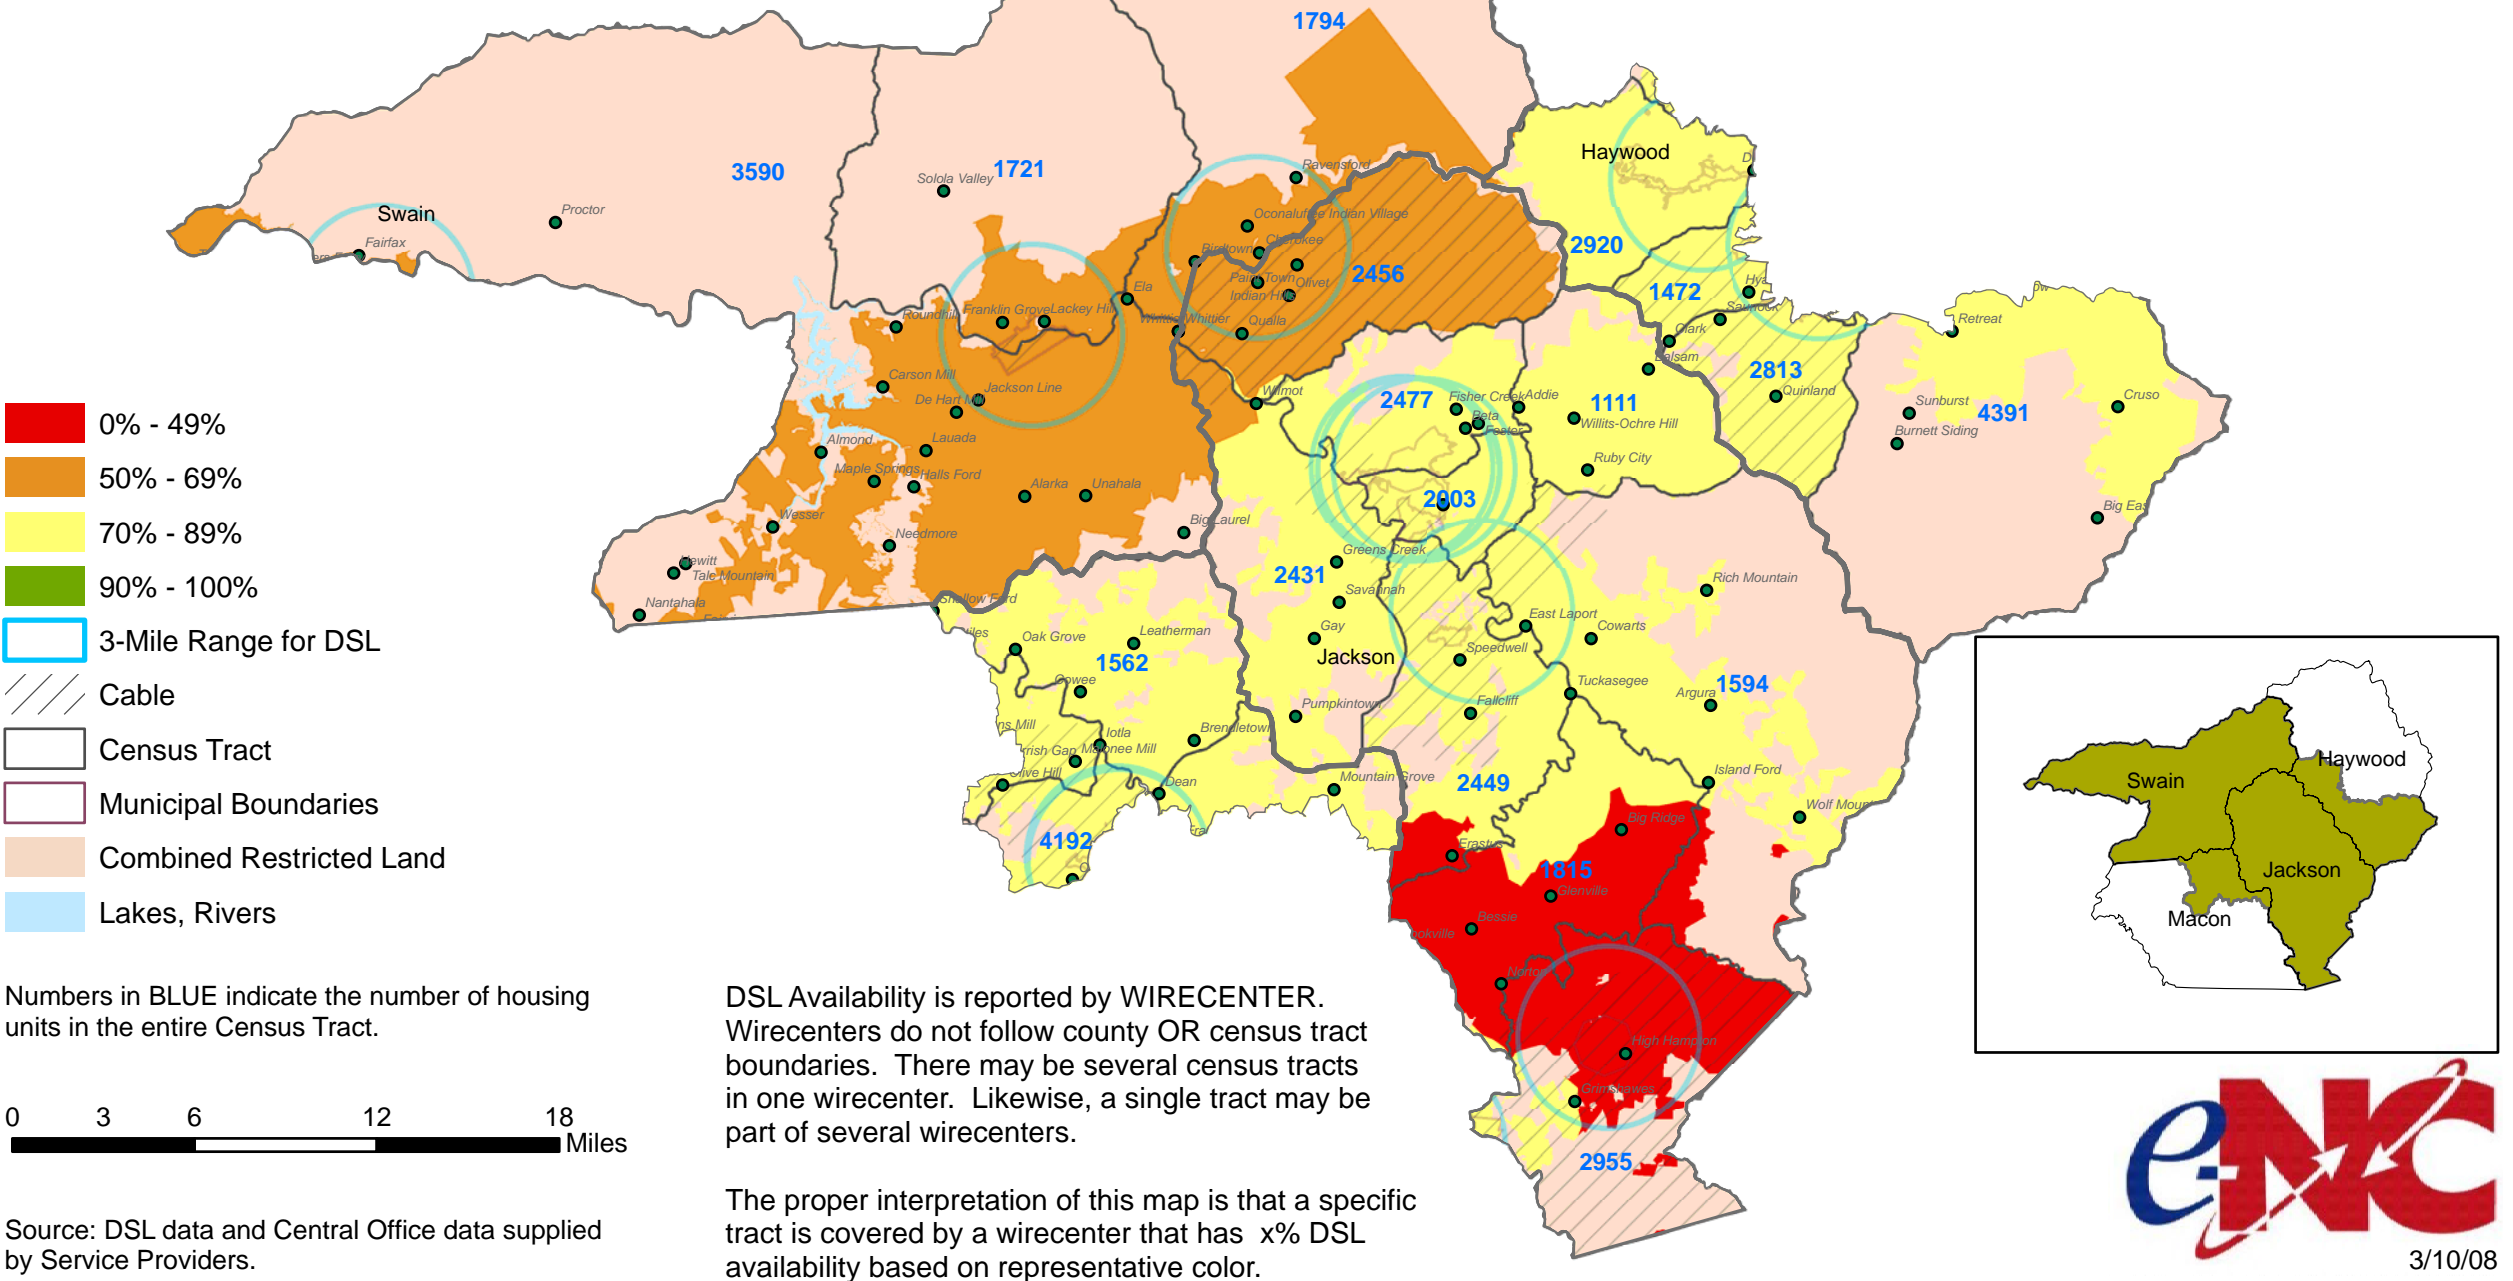 1794
Haywood
Ravensford
3590
1721
Solola Valley
Swain
Proctor
Fairfax
Oconaluftee Indian Village
Cherokee
Birdtown
2920
2456
Paint Town
Olivet
Indian Hills
1472
Ela
Franklin Grove
Lackey Hill
Roundhill
Whittier
Whittier
Qualla
Saunook
Clark
Retreat
Balsam
2813
Quinland
Carson Mill
Jackson Line
De Hart Mill
Wilmot
2477
Fisher Creek
Addie
1111
Beta
Willits-Ochre Hill
Sunburst
4391
Cruso
Burnett Siding
Almond
Lauada
Maple Springs
Halls Ford
Ruby City
Alarka
Unahala
2003
Wesser
Big Laurel
Needmore
Greens Creek
Hewitt
2431
Rich Mountain
Nantahala
Shallow Ford
Savannah
East Laport
Cowarts
Oak Grove
Leatherman
Gay
1562
Jackson
Speedwell
Cowee
Tuckasegee
1594
Argura
Pumpkintown
Fallcliff
Iotla
Brendletown
Olive Hill
Dean
Mountain Grove
2449
Island Ford
4192
Big Ridge
Erastus
1815
Glenville
Bessie
Norton
High Hampton
Grimshawes
2955
0% - 49%
50% - 69%
70% - 89%
90% - 100%
3-Mile Range for DSL
Cable
Census Tract
Municipal Boundaries
Combined Restricted Land
Lakes, Rivers
Numbers in BLUE indicate the number of housing
units in the entire Census Tract.
0 3 6 12 18
Miles
Source: DSL data and Central Office data supplied
by Service Providers.
DSL Availability is reported by WIRECENTER.
Wirecenters do not follow county OR census tract
boundaries. There may be several census tracts
in one wirecenter. Likewise, a single tract may be
part of several wirecenters.
The proper interpretation of this map is that a specific
tract is covered by a wirecenter that has x% DSL
availability based on representative color.
Haywood
Swain
Jackson
Macon
e-NC
3/10/08